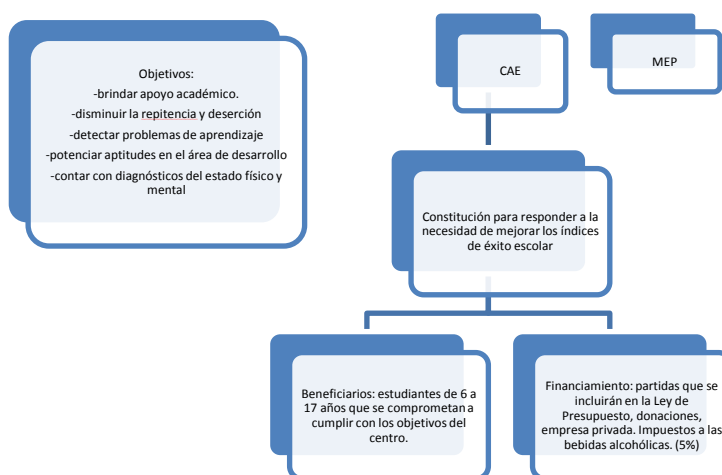 Objetivos:
-brindar apoyo académico.
-disminuir la repitencia y deserción
-detectar problemas de aprendizaje
-potenciar aptitudes en el área de desarrollo
-contar con diagnósticos del estado físico y
mental
CAE
MEP
Constitución para responder a la
necesidad de mejorar los índices
de éxito escolar
Beneficiarios: estudiantes de 6 a
17 años que se comprometan a
cumplir con los objetivos del
centro.
Financiamiento: partidas que se
incluirán en la Ley de
Presupuesto, donaciones,
empresa privada. Impuestos a las
bebidas alcohólicas. (5%)